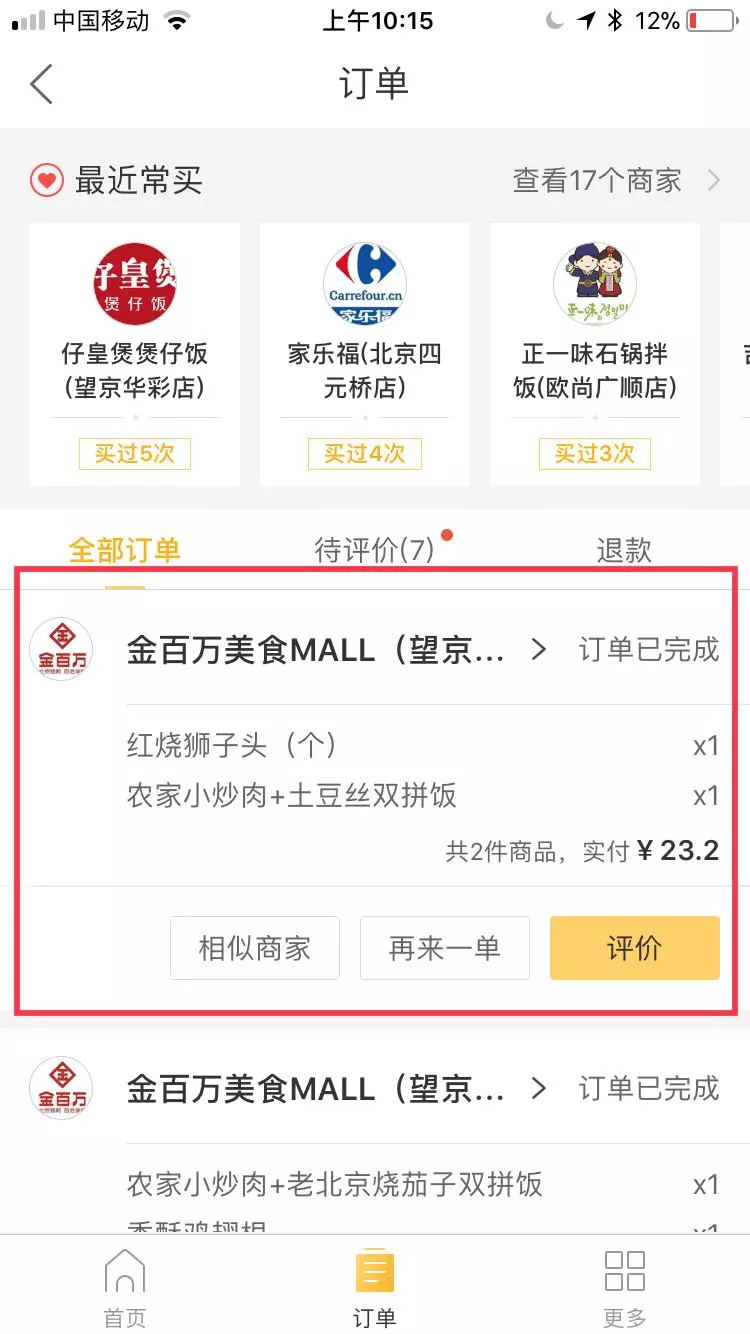 中国移动 上午10:15 12%
订单
最近常买 查看17个商家
仔皇煲
煲仔饭
Carrefour.cn
家乐福
正一味
仔皇煲煲仔饭
(望京华彩店)
家乐福(北京四
元桥店)
正一味石锅拌
饭(欧尚广顺店)
买过5次 买过4次 买过3次
全部订单 待评价(7) 退款
金百万
金百万美食MALL（望京... 订单已完成
红烧狮子头（个） x1
农家小炒肉+土豆丝双拼饭 x1
共2件商品，实付 ¥ 23.2
相似商家 再来一单 评价
金百万
金百万美食MALL（望京... 订单已完成
农家小炒肉+老北京烧茄子双拼饭 x1
首页 订单 更多